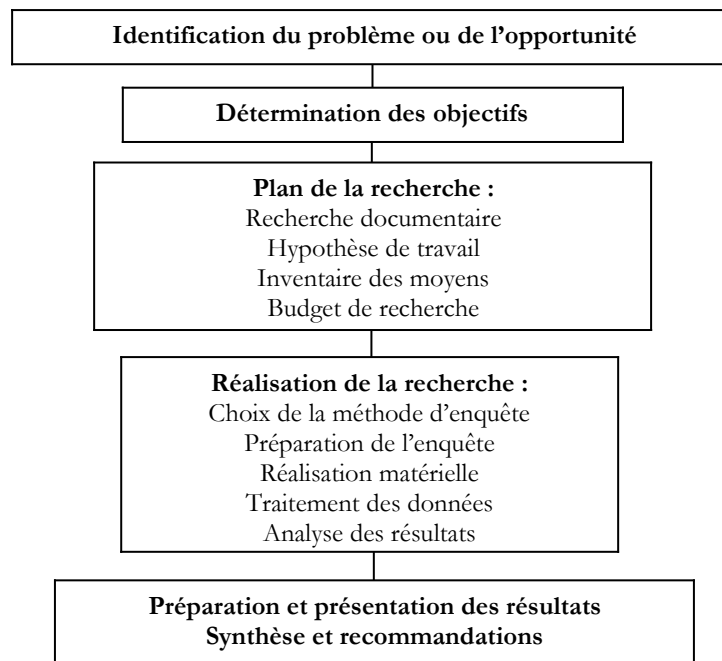 Identification du problème ou de l’opportunité
Détermination des objectifs
Plan de la recherche :
Recherche documentaire
Hypothèse de travail
Inventaire des moyens
Budget de recherche
Réalisation de la recherche :
Choix de la méthode d’enquête
Préparation de l’enquête
Réalisation matérielle
Traitement des données
Analyse des résultats
Préparation et présentation des résultats
Synthèse et recommandations